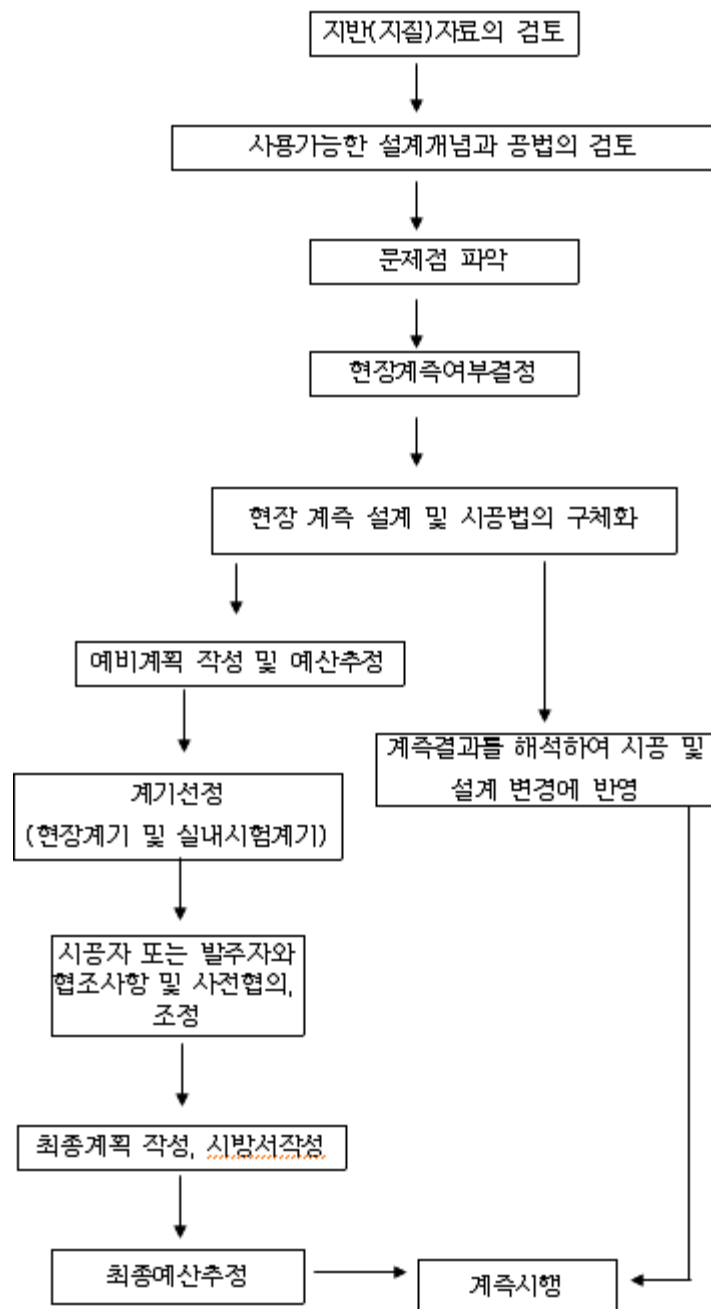 지반(지질)자료의 검토
사용가능한 설계개념과 공법의 검토
문제점 파악
현장계측여부결정
현장 계측 설계 및 시공법의 구체화
예비계획 작성 및 예산추정
계기선정
(현장계기 및 실내시험계기)
시공자 또는 발주자와
협조사항 및 사전협의,
조정
최종계획 작성, 시방서작성
최종예산추정
계측결과를 해석하여 시공 및
설계 변경에 반영
계측시행